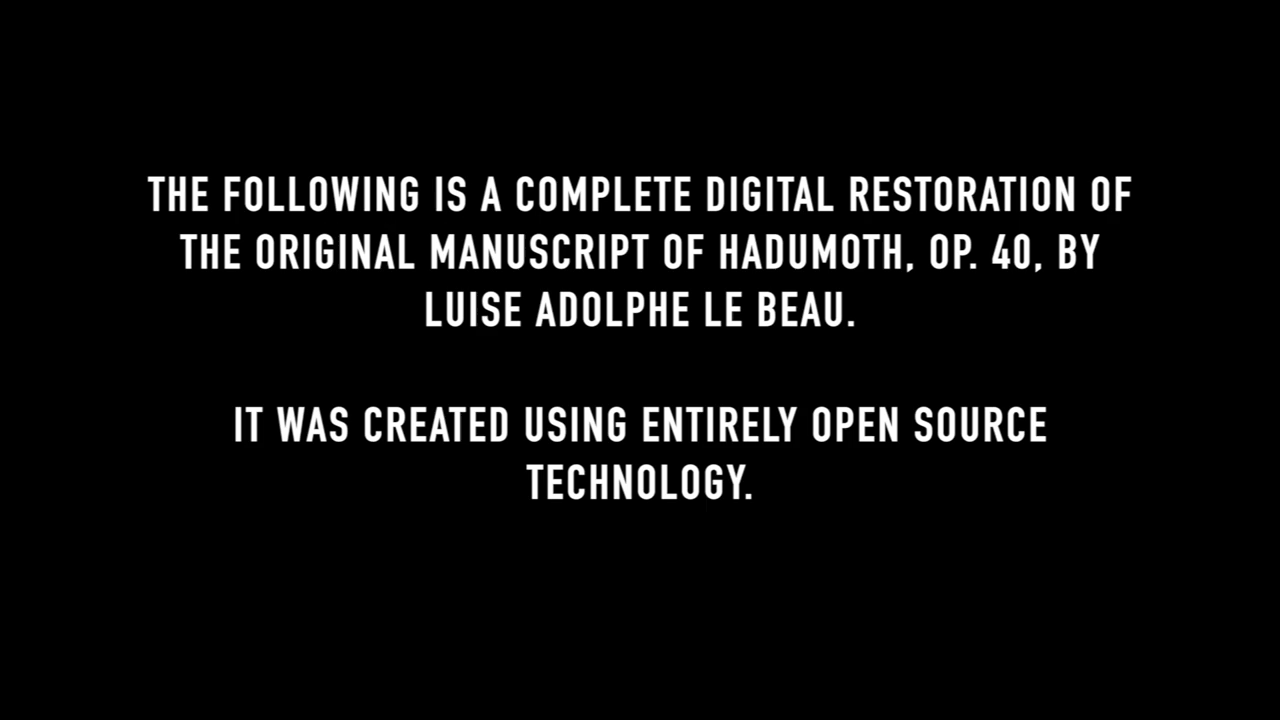 THE FOLLOWING IS A COMPLETE DIGITAL RESTORATION OF
THE ORIGINAL MANUSCRIPT OF HADUMOTH, OP. 40, BY
LUISE ADOLPHE LE BEAU.
IT WAS CREATED USING ENTIRELY OPEN SOURCE
TECHNOLOGY.